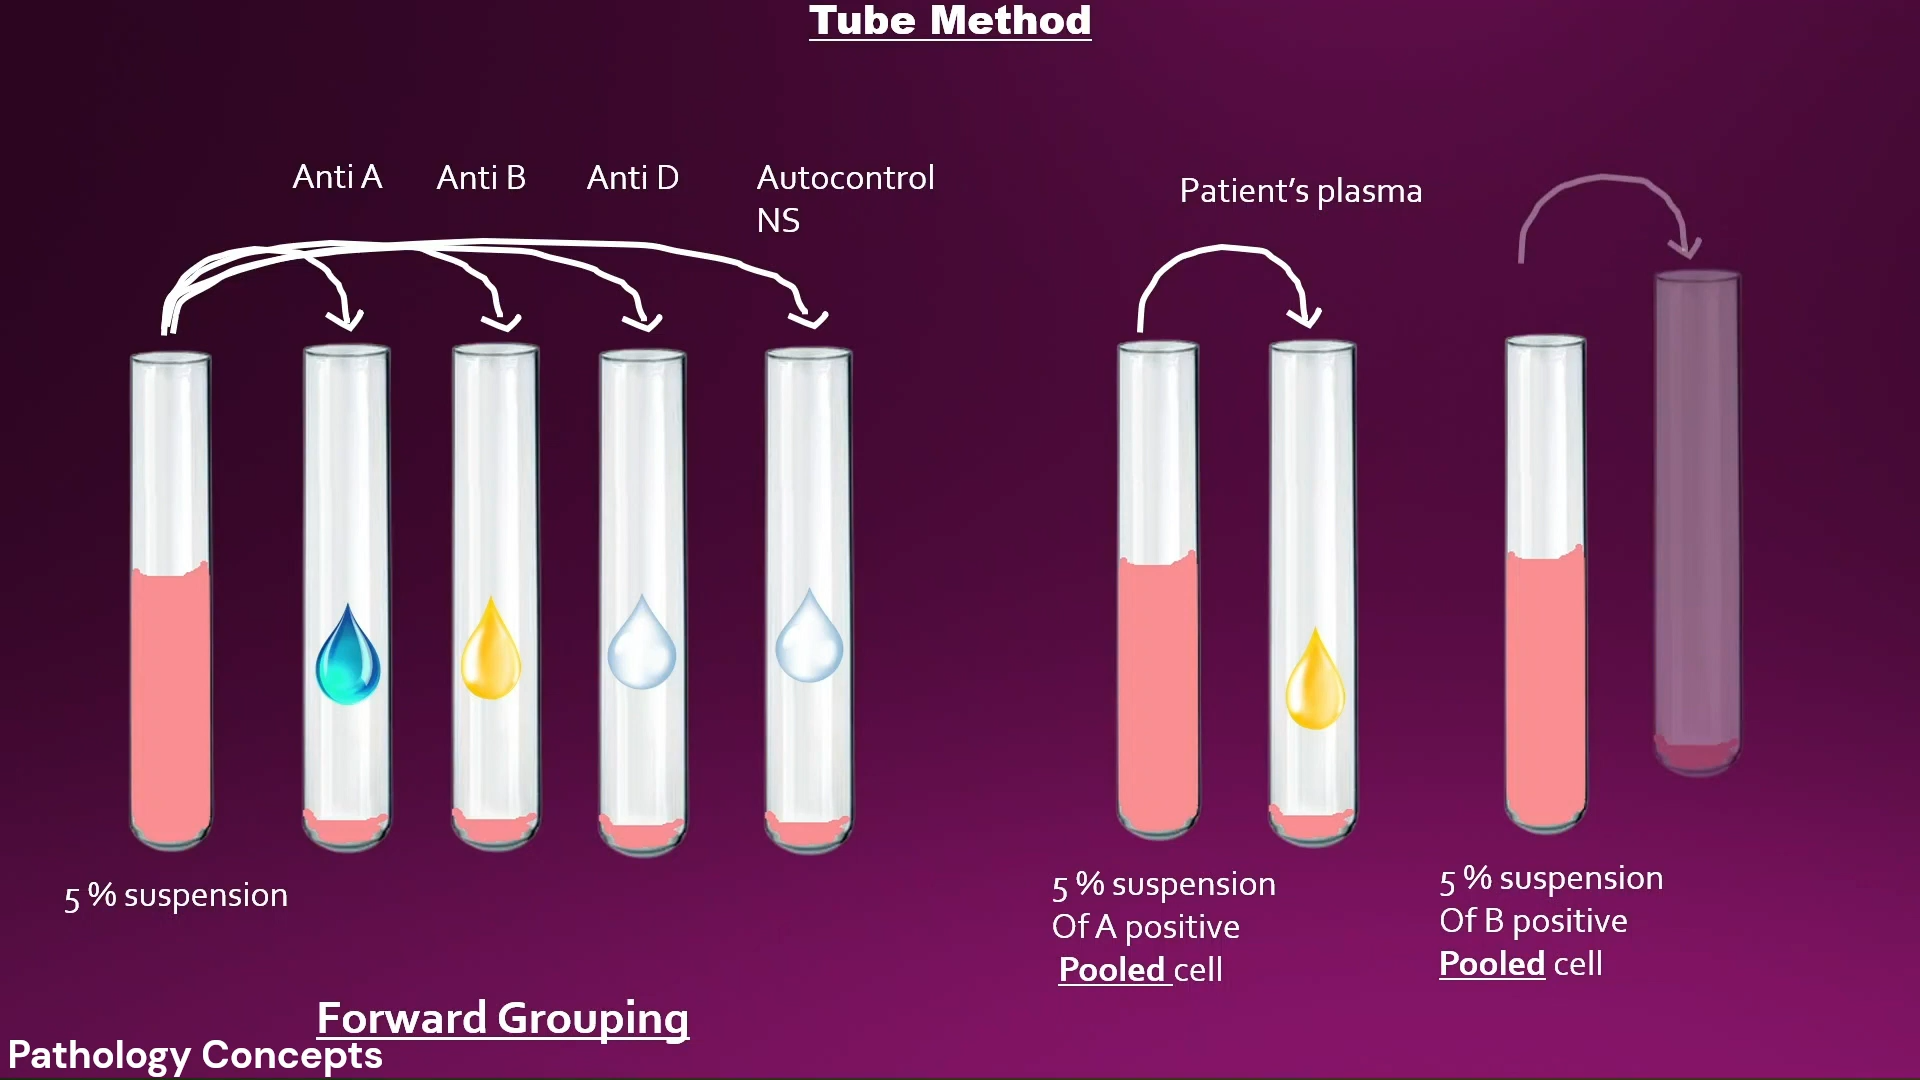 Tube Method
Anti A
Anti B
Anti D
Autocontrol
NS
Patient’s plasma
5 % suspension
5 % suspension
Of A positive
Pooled cell
5 % suspension
Of B positive
Pooled cell
Forward Grouping
Pathology Concepts